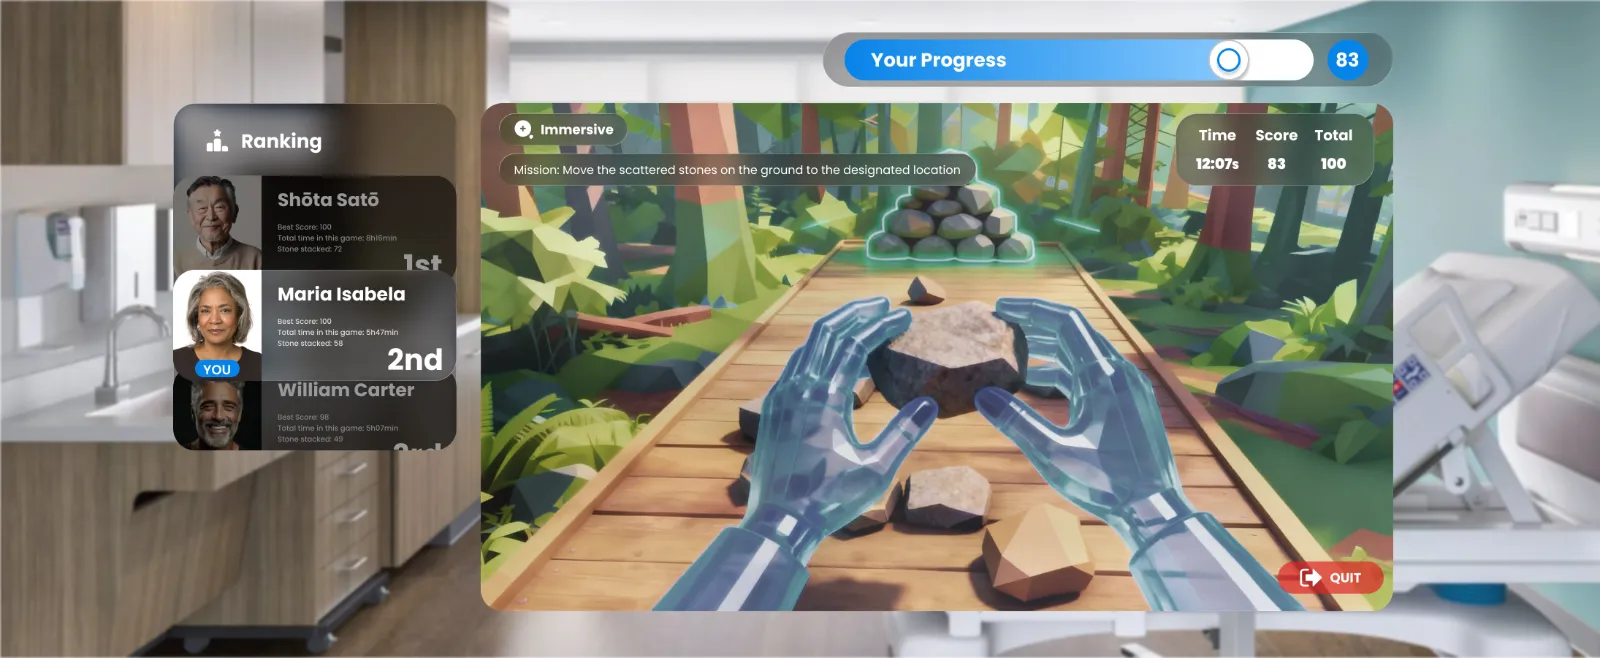 Your Progress
83
Ranking
Shōta Satō
Best Score: 100
Total time in this game: 8h16min
Stone stacked: 72
1st
Maria Isabela
Best Score: 100
Total time in this game: 5h47min
Stone stacked: 58
2nd
YOU
William Carter
Best Score: 98
Total time in this game: 5h07min
Stone stacked: 49
3rd
Immersive
Mission: Move the scattered stones on the ground to the designated location
Time Score Total
12:07s 83 100
QUIT